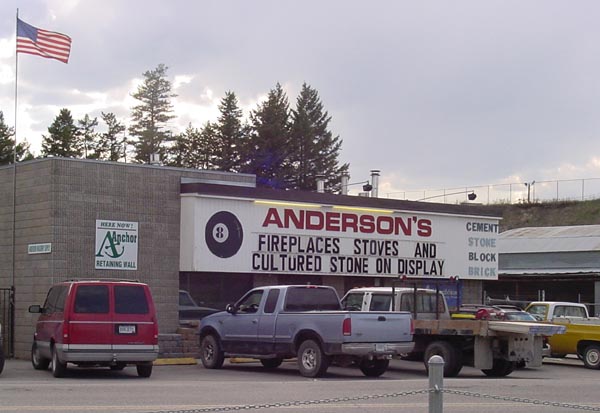 HERE NOW!
Anchor
RETAINING WALL
8
ANDERSON'S
FIREPLACES STOVES AND
CULTURED STONE ON DISPLAY
CEMENT
STONE
BLOCK
BRICK